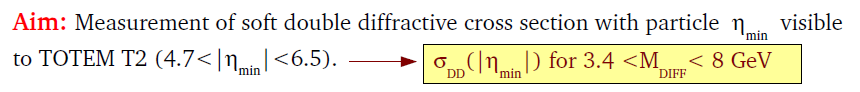 Aim: Measurement of soft double diffractive cross section with particle η_min visible
to TOTEM T2 (4.7<|η_min|<6.5). ⟶ σ_DD(|η_min|) for 3.4 <M_DIFF< 8 GeV